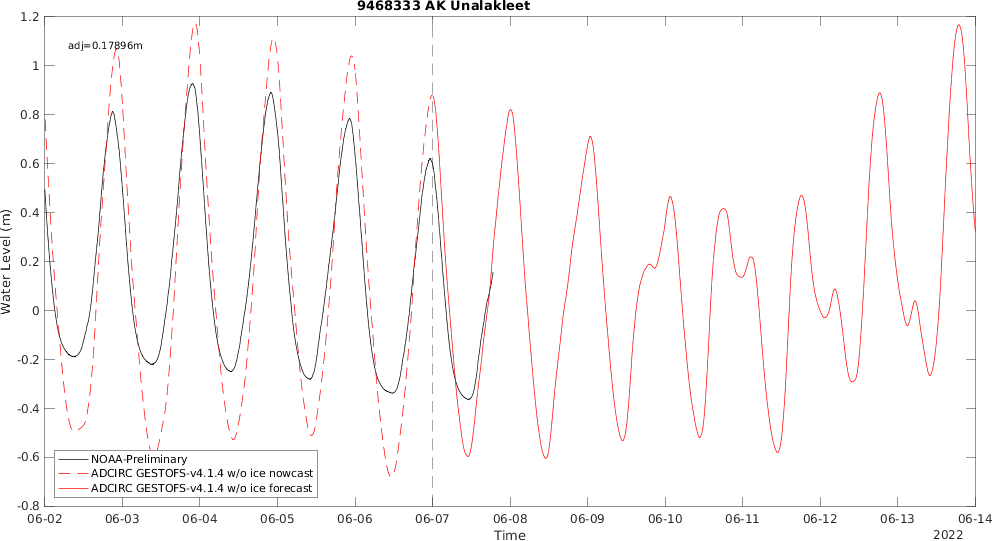 9468333 AK Unalakleet
adj=0.17896m
Water Level (m)
1.2
1
0.8
0.6
0.4
0.2
0
-0.2
-0.4
-0.6
-0.8
NOAA-Preliminary
ADCIRC GESTOFS-v4.1.4 w/o ice nowcast
ADCIRC GESTOFS-v4.1.4 w/o ice forecast
06-02 06-03 06-04 06-05 06-06 06-07 06-08 06-09 06-10 06-11 06-12 06-13 06-14
Time
2022